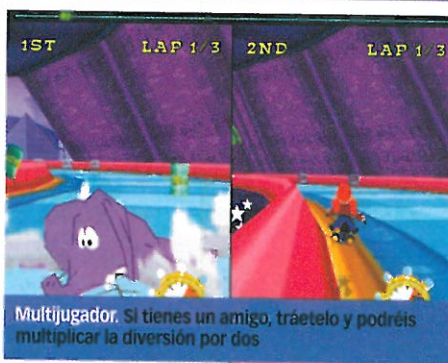 1ST LAP 1/3 2ND LAP 1/3
Multijugador. Si tienes un amigo, tráetelo y podréis
multiplicar la diversión por dos